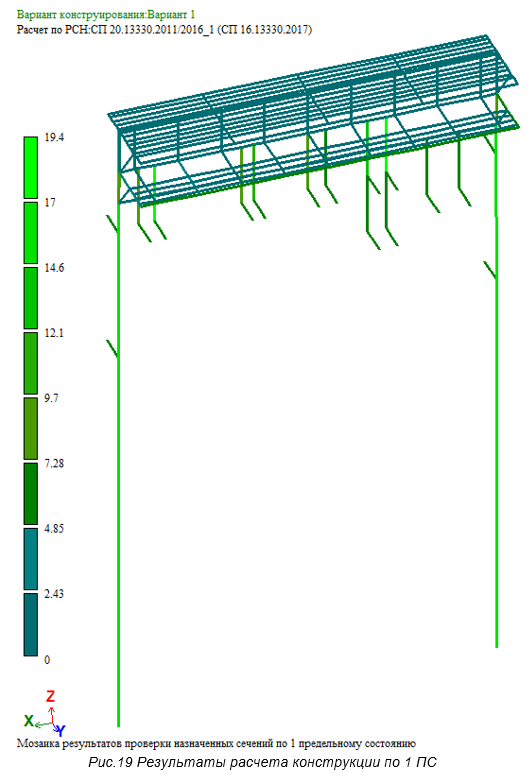 Вариант конструирования:Вариант 1
Расчет по РСН:СП 20.13330.2011/2016_1 (СП 16.13330.2017)
19.4
17
14.6
12.1
9.7
7.28
4.85
2.43
0
Z
X
Y
Мозаика результатов проверки назначенных сечений по 1 предельному состоянию
Рис.19 Результаты расчета конструкции по 1 ПС